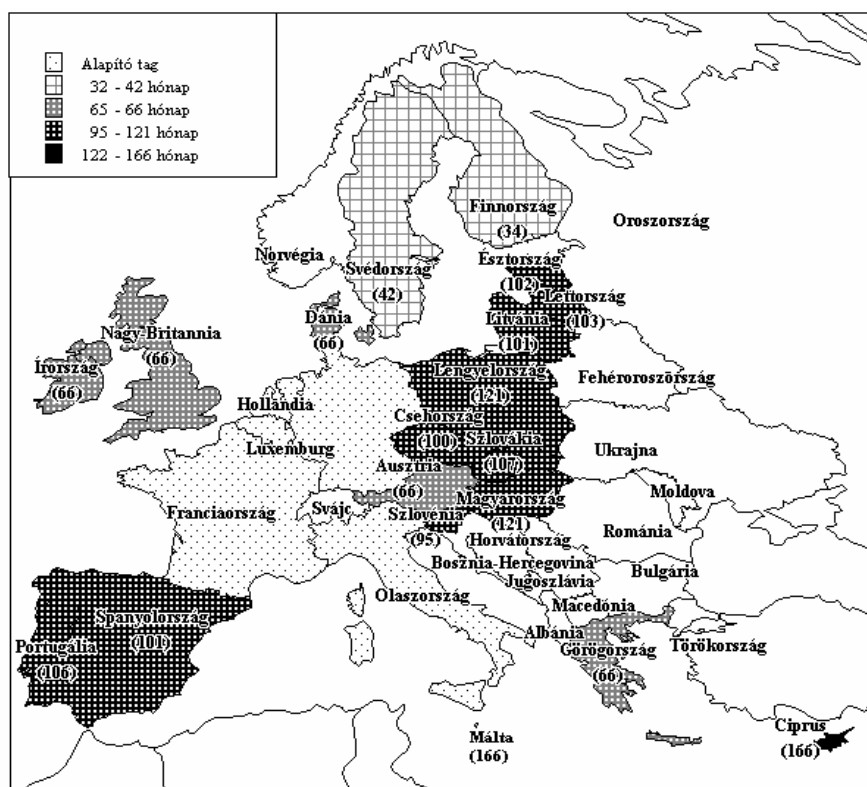 Alapító tag
32 - 42 hónap
65 - 66 hónap
95 - 121 hónap
122 - 166 hónap
Finnország
(34)
Oroszország
Norvégia
Svédország
(42)
Észtország
(102)
Lettország
(103)
Litvánia
(101)
Dánia
(66)
Nagy-Britannia
(66)
Írország
(66)
Lengyelország
(121)
Fehéroroszország
Hollandia
Csehország
(100)
Szlovákia
(107)
Ukrajna
Luxemburg
Ausztria
(66)
Magyarország
(121)
Moldova
Franciaország
Svájc
Szlovénia
(95)
Románia
Horvátország
Bosznia-Hercegovina
Jugoszlávia
Bulgária
Olaszország
Macedónia
Spanyolország
(101)
Portugália
(106)
Albánia
Görögország
(66)
Törökország
Málta
(166)
Ciprus
(166)